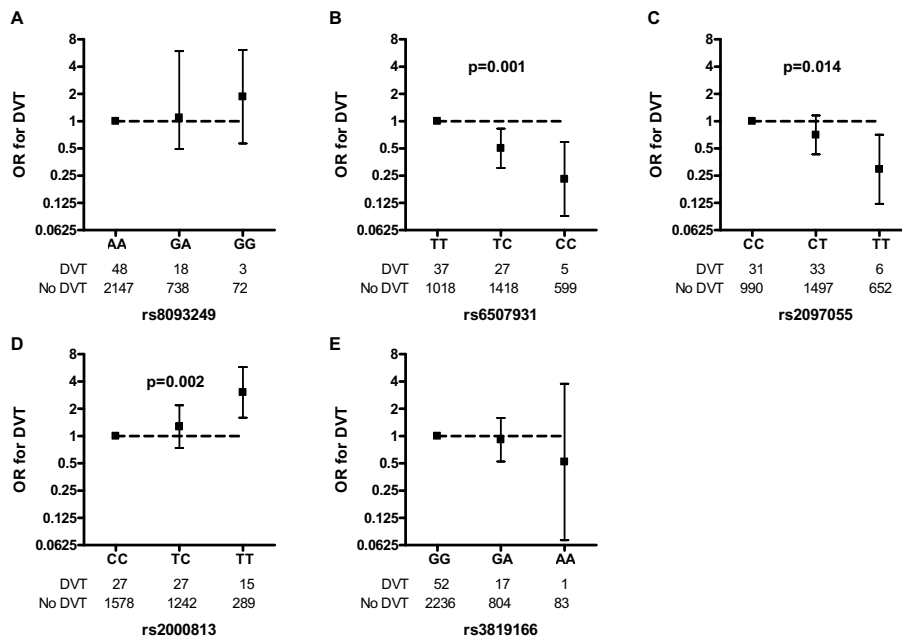 A
8
4
2
1
0.5
0.25
0.125
0.0625
OR for DVT
AA GA GG
DVT 48 18 3
No DVT 2147 738 72
rs8093249
B
8
4
2
1
0.5
0.25
0.125
0.0625
OR for DVT
p=0.001
TT TC CC
DVT 37 27 5
No DVT 1018 1418 599
rs6507931
C
8
4
2
1
0.5
0.25
0.125
0.0625
OR for DVT
p=0.014
CC CT TT
DVT 31 33 6
No DVT 990 1497 652
rs2097055
D
8
4
2
1
0.5
0.25
0.125
0.0625
OR for DVT
p=0.002
CC TC TT
DVT 27 27 15
No DVT 1578 1242 289
rs2000813
E
8
4
2
1
0.5
0.25
0.125
0.0625
OR for DVT
GG GA AA
DVT 52 17 1
No DVT 2236 804 83
rs3819166